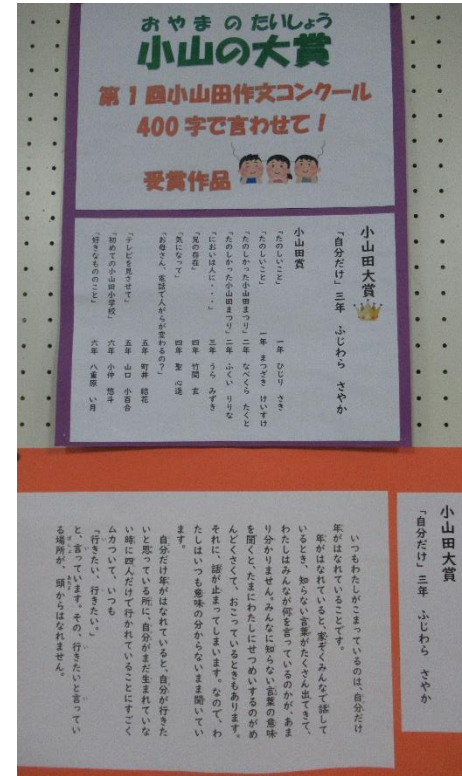 おやまのたいしょう
小山の大賞
第1回小山田作文コンクール
400字で言わせて！
受賞作品
小山田大賞
「自分だけ」三年 ふじわら さやか
小山田賞
「たのしいこと」 一年 ひじり さき
「たのしいこと」 一年 まつざき けいすけ
「たのしかった小山田まつり」二年 なべくら たくと
「たのしかった小山田まつり」二年 ふくい りりな
「においは人に・・・」 三年 うら みずき
「兄の存在」 四年 竹間 玄
「気になって」 四年 聖 心遥
「お母さん、電話で人がらが変わるの？」
五年 町井 結花
「テレビを見させて」 五年 山口 小百合
「初めての小山田小学校」 六年 小仲 悠斗
「好きなもののこと」 六年 八重原 い月
小山田大賞
「自分だけ」三年 ふじわら さやか
いつもわたしがこまっているのは、自分だけ
年がはなれていることです。
年がはなれていると、家ぞくみんなで話して
いるとき、知らない言葉がたくさん出てきて、
わたしはみんなが何を言っているのかが、あま
り分かりません。みんなに知らない言葉の意味
を聞くと、たまにわたしにせつめいするのがめ
んどくさくて、おこっているときもあります。
それに、話が止まってしまいます。なので、わ
たしはいつも意味の分からないまま聞いてい
ます。
自分だけ年がはなれていると、自分が行きた
いと思っている所に、自分がまだ生まれていな
い時に四人だけで行かれていることにすごく
ムカついて、いつも
「行きたい、行きたい。」
と、言っています。その、行きたいと言ってい
る場所が、頭からはなれません。